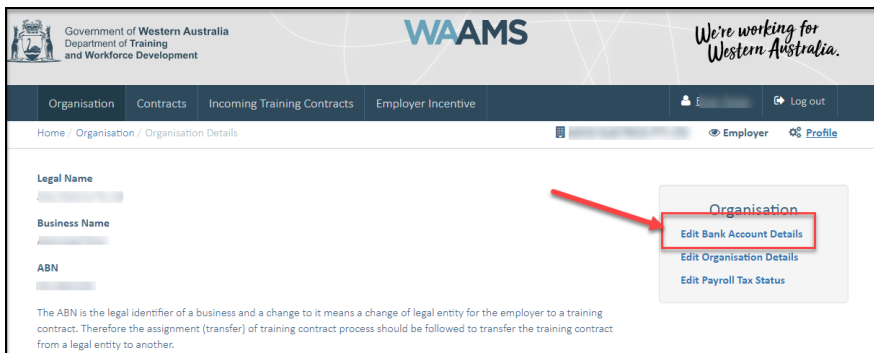 Government of Western Australia
Department of Training
and Workforce Development
WAAMS
We're working for
Western Australia.
Organisation
Contracts
Incoming Training Contracts
Employer Incentive
Log out
Home / Organisation / Organisation Details
Employer
Profile
Legal Name
Business Name
ABN
The ABN is the legal identifier of a business and a change to it means a change of legal entity for the employer to a training
contract. Therefore the assignment (transfer) of training contract process should be followed to transfer the training contract
from a legal entity to another.
Organisation
Edit Bank Account Details
Edit Organisation Details
Edit Payroll Tax Status